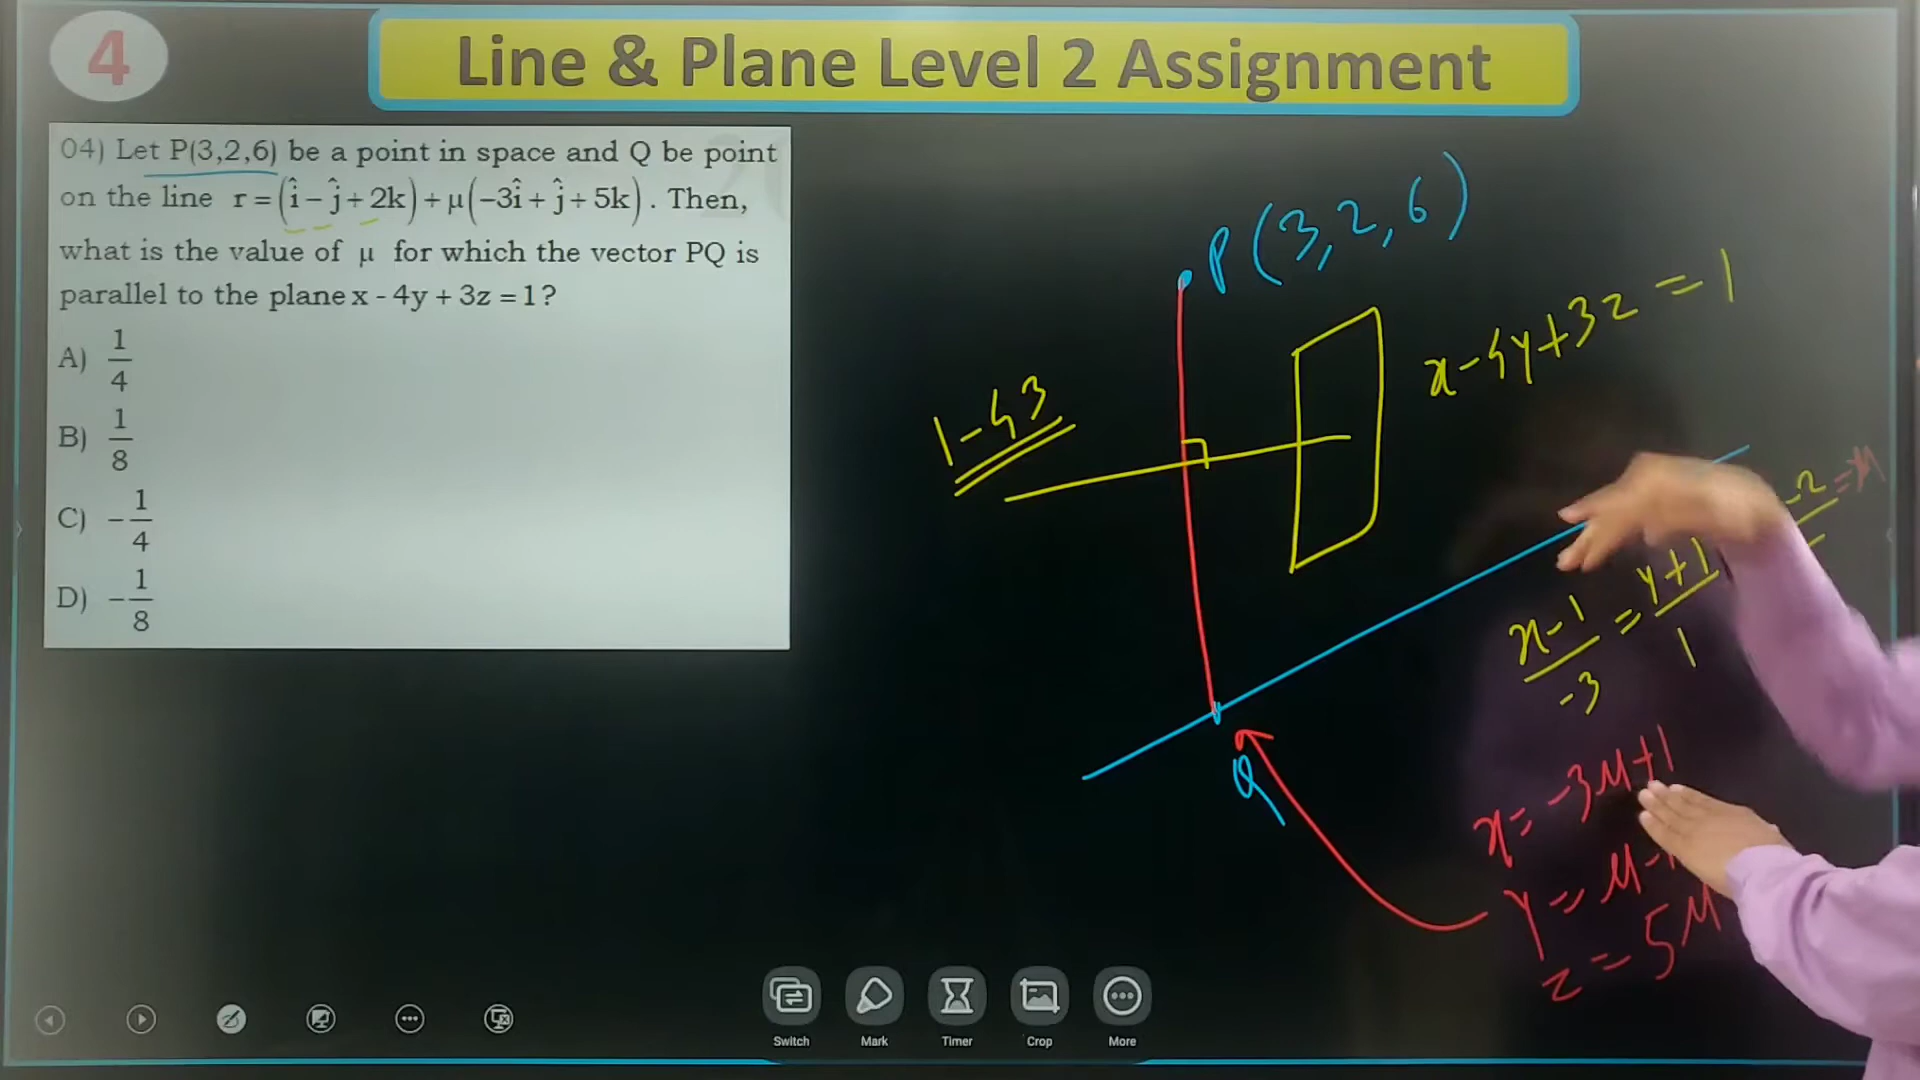 4
Line & Plane Level 2 Assignment
04) Let P(3,2,6) be a point in space and Q be point
on the line r = (î − ĵ + 2k) + μ(−3î + ĵ + 5k). Then,
what is the value of μ for which the vector PQ is
parallel to the plane x - 4y + 3z = 1?
A) 1/4
B) 1/8
C) −1/4
D) −1/8
P(3,2,6)
x-4y+3z = 1
1-43
x-1/-3 = y+1/1 -2 = μ
Q
x = -3μ+1
y = μ-1
z = 5μ
Switch Mark Timer Crop More